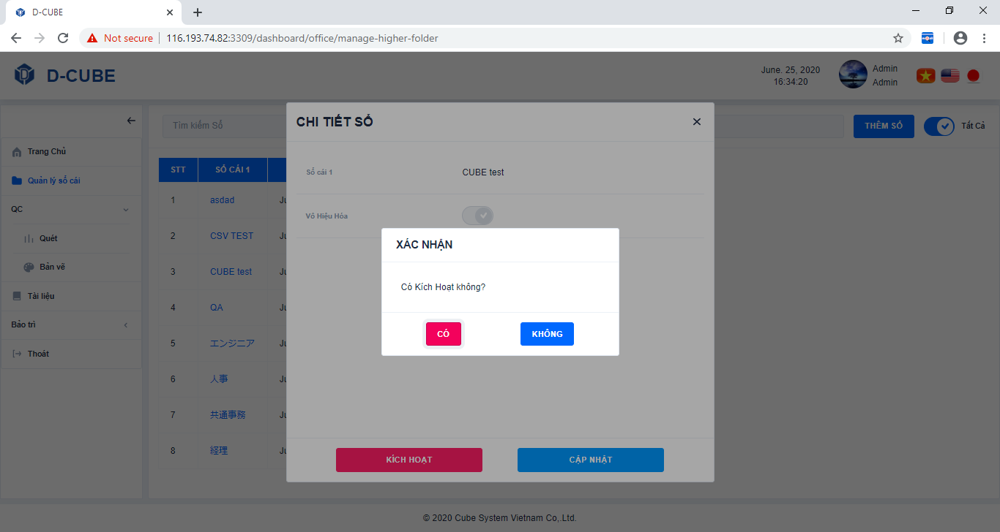 D-CUBE
Not secure
116.193.74.82:3309/dashboard/office/manage-higher-folder
D-CUBE
June. 25, 2020
16:34:20
Admin
Admin
Trang Chủ
Quản lý sổ cái
QC
Quét
Bản vẽ
Tài liệu
Bảo trì
Thoát
Tìm kiếm Sổ
THÊM SỔ
Tất Cả
STT
SỔ CÁI 1
1
asdad
Ju
2
CSV TEST
Ju
3
CUBE test
Ju
4
QA
Ju
5
エンジニア
Ju
6
人事
Ju
7
共通事務
Ju
8
経理
Ju
CHI TIẾT SỔ
Sổ cái 1
CUBE test
Vô Hiệu Hóa
XÁC NHẬN
Có Kích Hoạt không?
CÓ
KHÔNG
KÍCH HOẠT
CẬP NHẬT
© 2020 Cube System Vietnam Co,.Ltd.